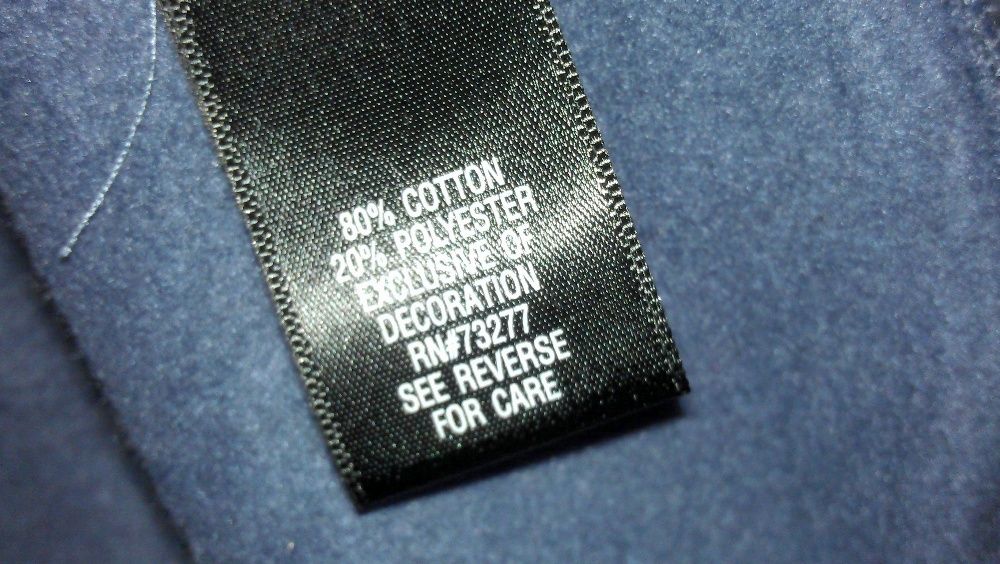 80% COTTON
20% POLYESTER
EXCLUSIVE OF
DECORATION
RN#73277
SEE REVERSE
FOR CARE